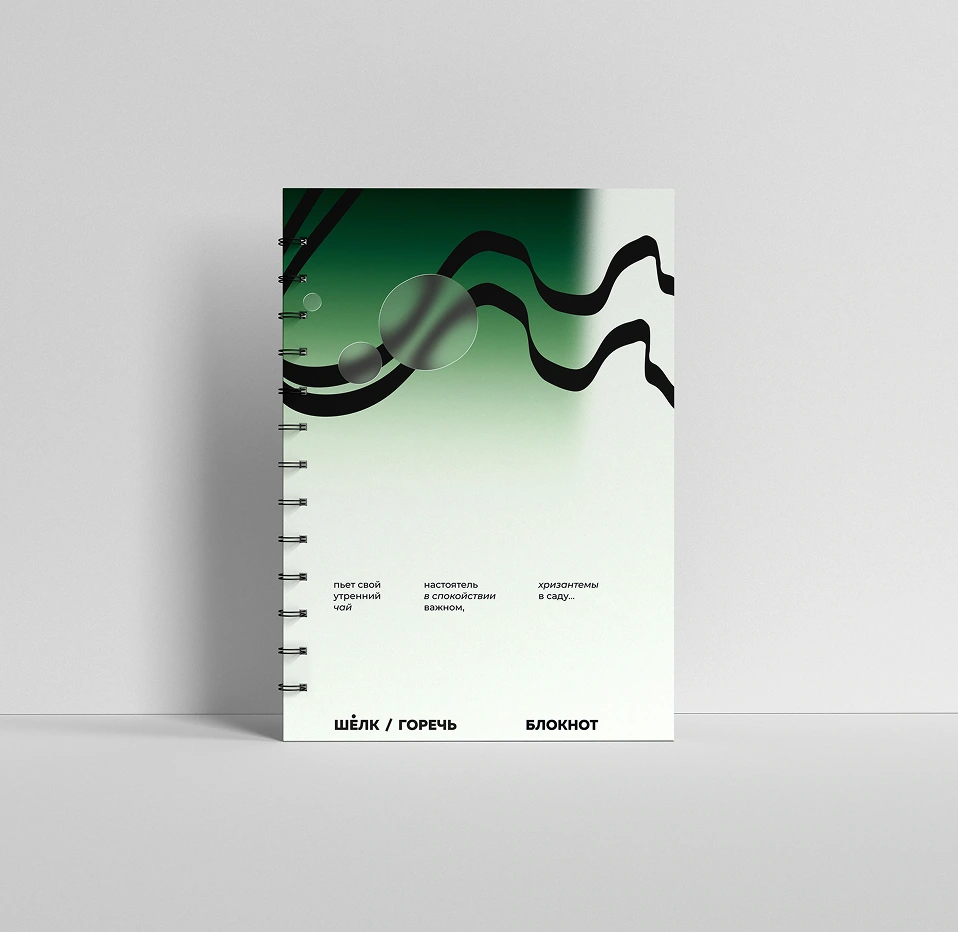 пьет свой
утренний
чай
настоятель
в спокойствии
важном,
хризантемы
в саду...
ШЁЛК / ГОРЕЧЬ
БЛОКНОТ